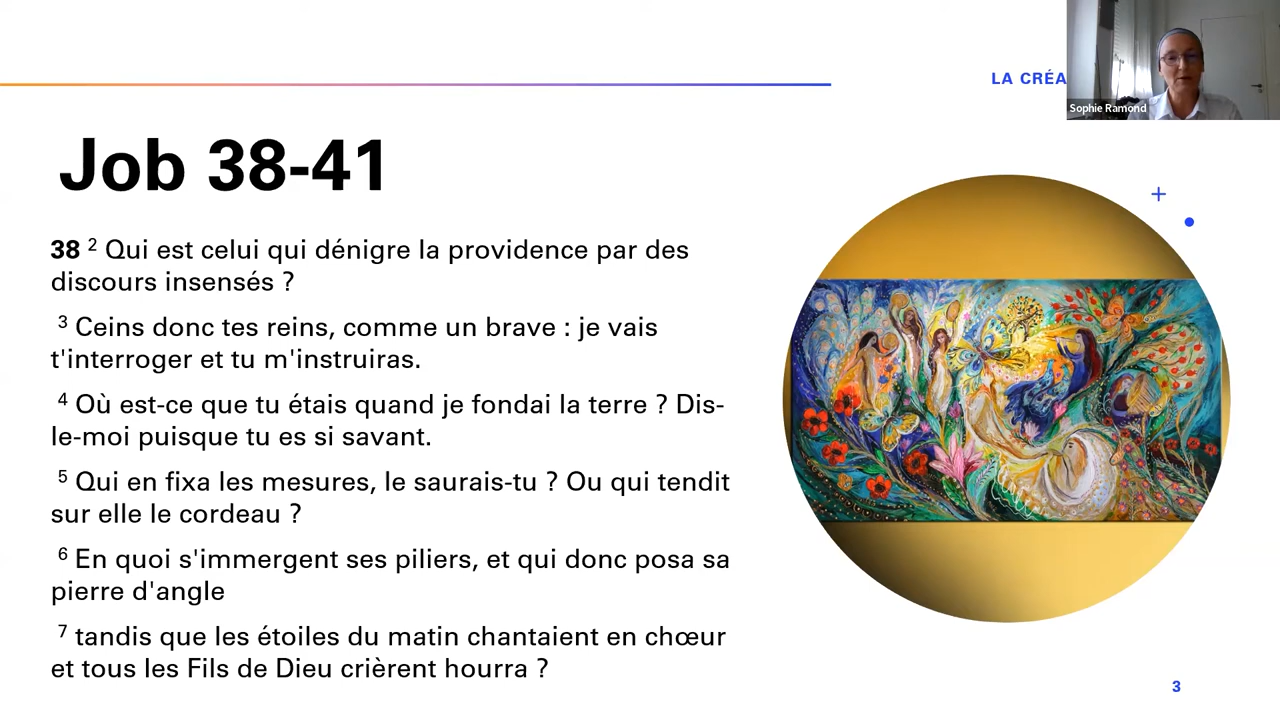 LA CRÉA
Sophie Ramond
Job 38-41
38 2 Qui est celui qui dénigre la providence par des
discours insensés ?
3 Ceins donc tes reins, comme un brave : je vais
t'interroger et tu m'instruiras.
4 Où est-ce que tu étais quand je fondai la terre ? Dis-
le-moi puisque tu es si savant.
5 Qui en fixa les mesures, le saurais-tu ? Ou qui tendit
sur elle le cordeau ?
6 En quoi s'immergent ses piliers, et qui donc posa sa
pierre d'angle
7 tandis que les étoiles du matin chantaient en chœur
et tous les Fils de Dieu crièrent hourra ?
3